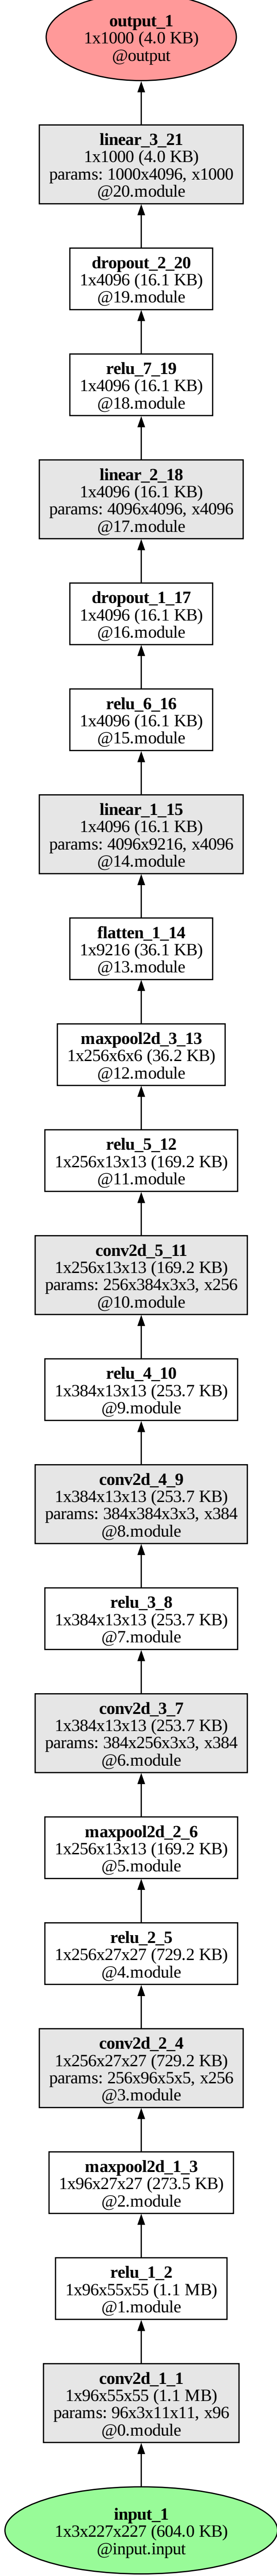 output_1
1x1000 (4.0 KB)
@output
linear_3_21
1x1000 (4.0 KB)
params: 1000x4096, x1000
@20.module
dropout_2_20
1x4096 (16.1 KB)
@19.module
relu_7_19
1x4096 (16.1 KB)
@18.module
linear_2_18
1x4096 (16.1 KB)
params: 4096x4096, x4096
@17.module
dropout_1_17
1x4096 (16.1 KB)
@16.module
relu_6_16
1x4096 (16.1 KB)
@15.module
linear_1_15
1x4096 (16.1 KB)
params: 4096x9216, x4096
@14.module
flatten_1_14
1x9216 (36.1 KB)
@13.module
maxpool2d_3_13
1x256x6x6 (36.2 KB)
@12.module
relu_5_12
1x256x13x13 (169.2 KB)
@11.module
conv2d_5_11
1x256x13x13 (169.2 KB)
params: 256x384x3x3, x256
@10.module
relu_4_10
1x384x13x13 (253.7 KB)
@9.module
conv2d_4_9
1x384x13x13 (253.7 KB)
params: 384x384x3x3, x384
@8.module
relu_3_8
1x384x13x13 (253.7 KB)
@7.module
conv2d_3_7
1x384x13x13 (253.7 KB)
params: 384x256x3x3, x384
@6.module
maxpool2d_2_6
1x256x13x13 (169.2 KB)
@5.module
relu_2_5
1x256x27x27 (729.2 KB)
@4.module
conv2d_2_4
1x256x27x27 (729.2 KB)
params: 256x96x5x5, x256
@3.module
maxpool2d_1_3
1x96x27x27 (273.5 KB)
@2.module
relu_1_2
1x96x55x55 (1.1 MB)
@1.module
conv2d_1_1
1x96x55x55 (1.1 MB)
params: 96x3x11x11, x96
@0.module
input_1
1x3x227x227 (604.0 KB)
@input.input